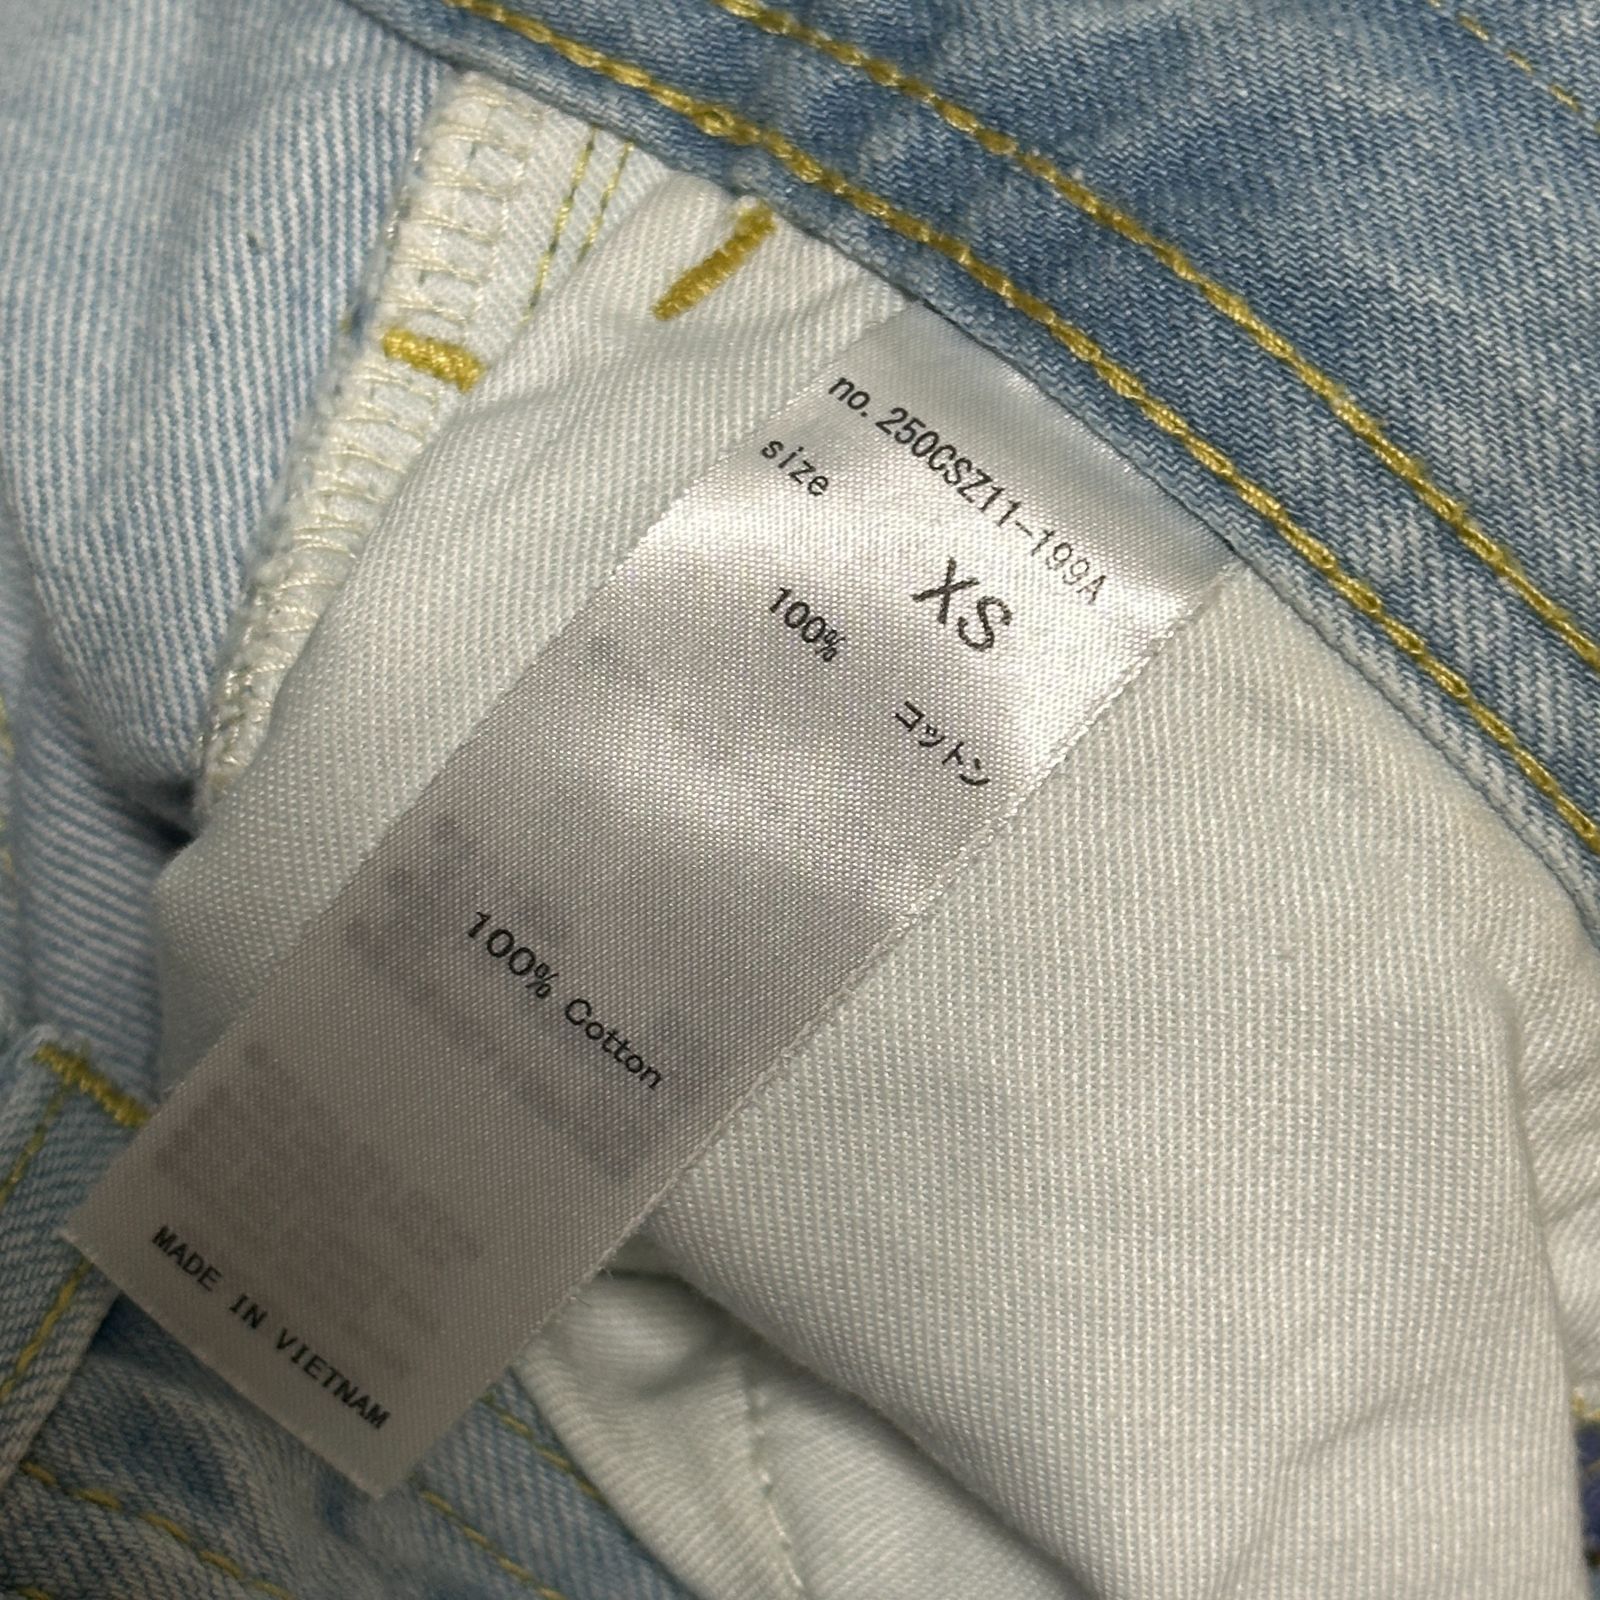 no. 250CSZ11-199A
size XS
100% コットン
100% Cotton
MADE IN VIETNAM